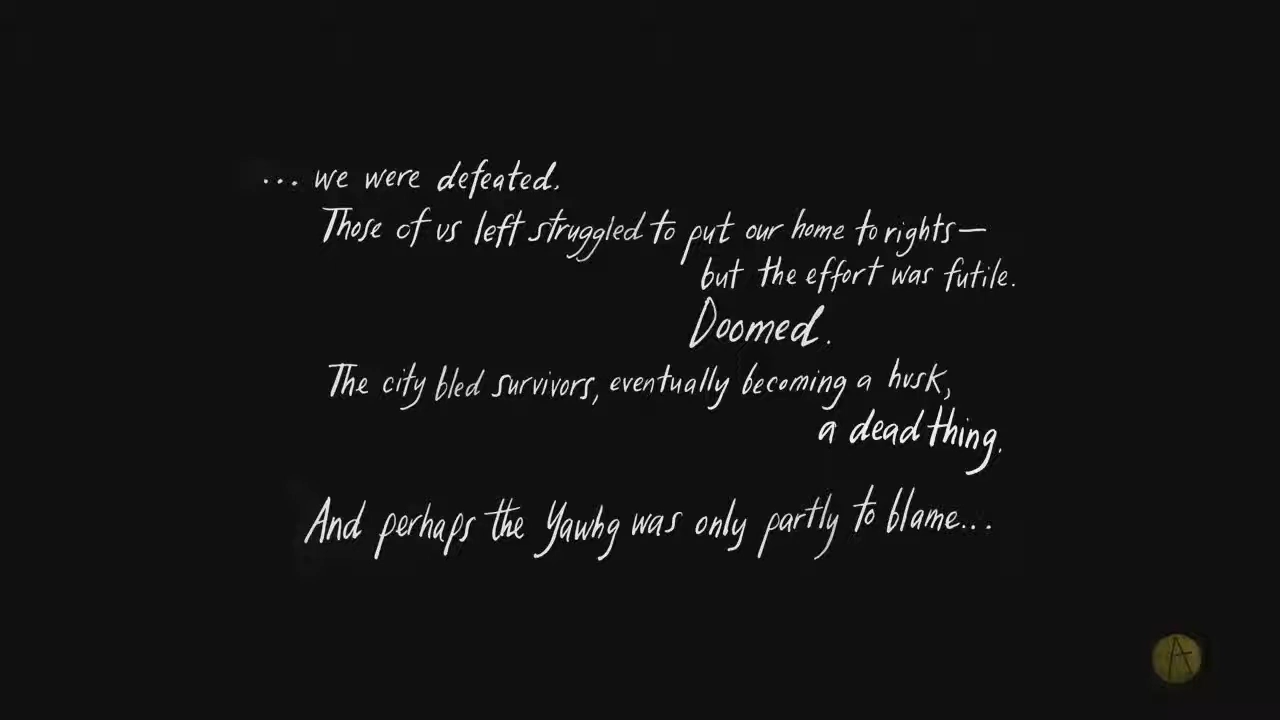 ... we were defeated.
Those of us left struggled to put our home to rights—
but the effort was futile.
Doomed.
The city bled survivors, eventually becoming a husk,
a dead thing.
And perhaps the Yawhg was only partly to blame...
A